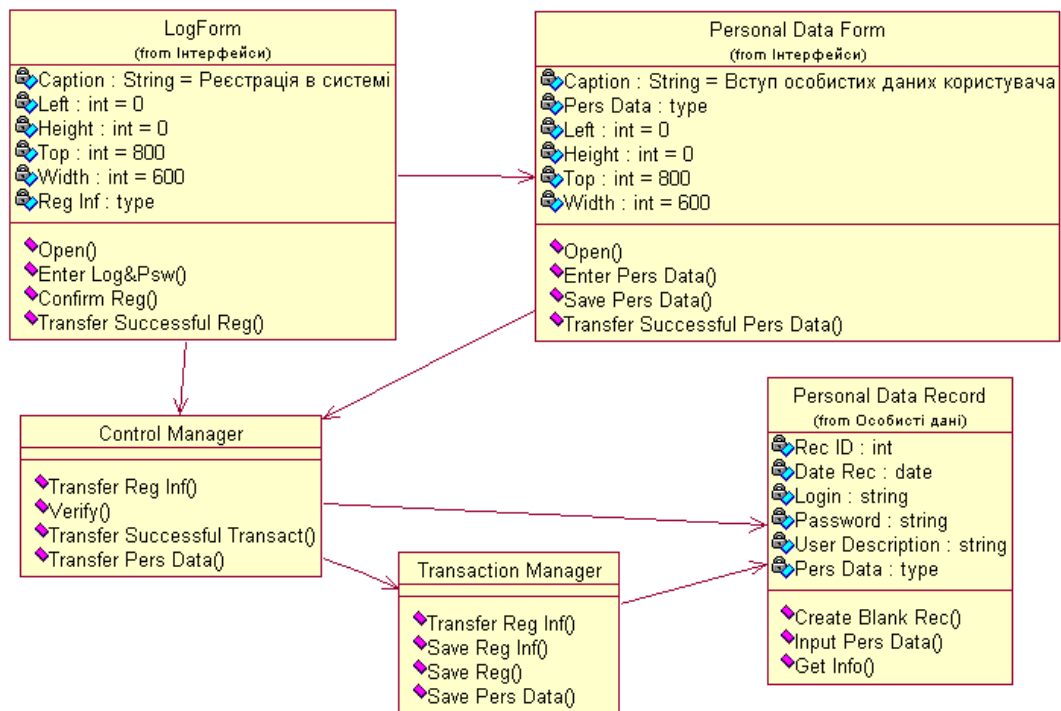 LogForm
(from Інтерфейси)
Caption : String = Реєстрація в системі
Left : int = 0
Height : int = 0
Top : int = 800
Width : int = 600
Reg Inf : type
Open()
Enter Log&Psw()
Confirm Reg()
Transfer Successful Reg()
Personal Data Form
(from Інтерфейси)
Caption : String = Вступ особистих даних користувача
Pers Data : type
Left : int = 0
Height : int = 0
Top : int = 800
Width : int = 600
Open()
Enter Pers Data()
Save Pers Data()
Transfer Successful Pers Data()
Control Manager
Transfer Reg Inf()
Verify()
Transfer Successful Transact()
Transfer Pers Data()
Transaction Manager
Transfer Reg Inf()
Save Reg Inf()
Save Reg()
Save Pers Data()
Personal Data Record
(from Особисті дані)
Rec ID : int
Date Rec : date
Login : string
Password : string
User Description : string
Pers Data : type
Create Blank Rec()
Input Pers Data()
Get Info()